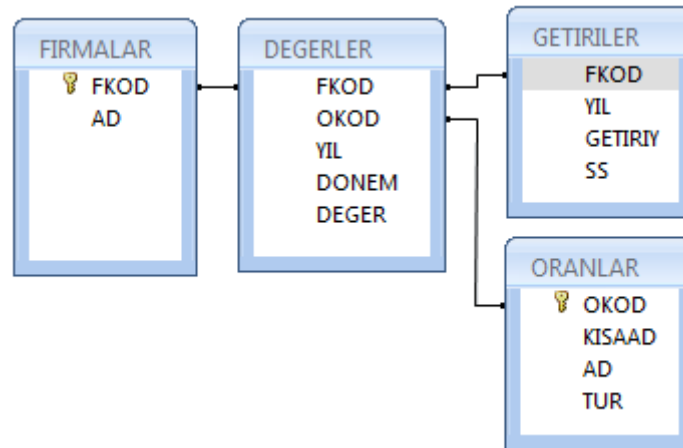 FIRMALAR
FKOD
AD
DEGERLER
FKOD
OKOD
YIL
DONEM
DEGER
GETIRILER
FKOD
YIL
GETIRIY
SS
ORANLAR
OKOD
KISAAD
AD
TUR